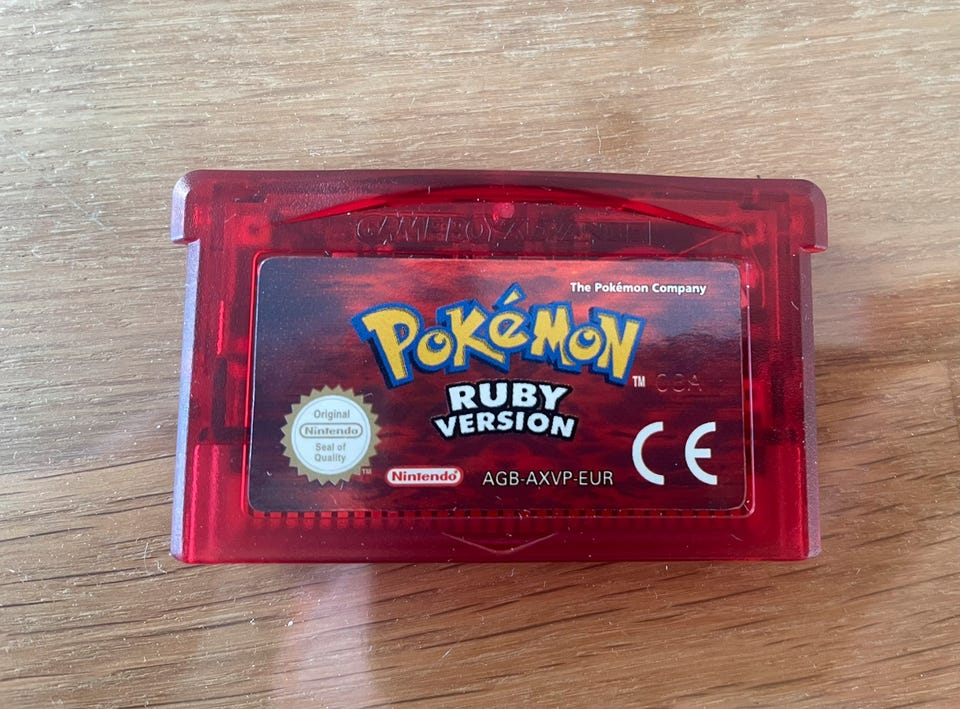 GAME BOY ADVANCE
The Pokémon Company
POKéMON
TM
RUBY
VERSION
Original
Nintendo
Seal of
Quality
TM
Nintendo
AGB-AXVP-EUR
CE